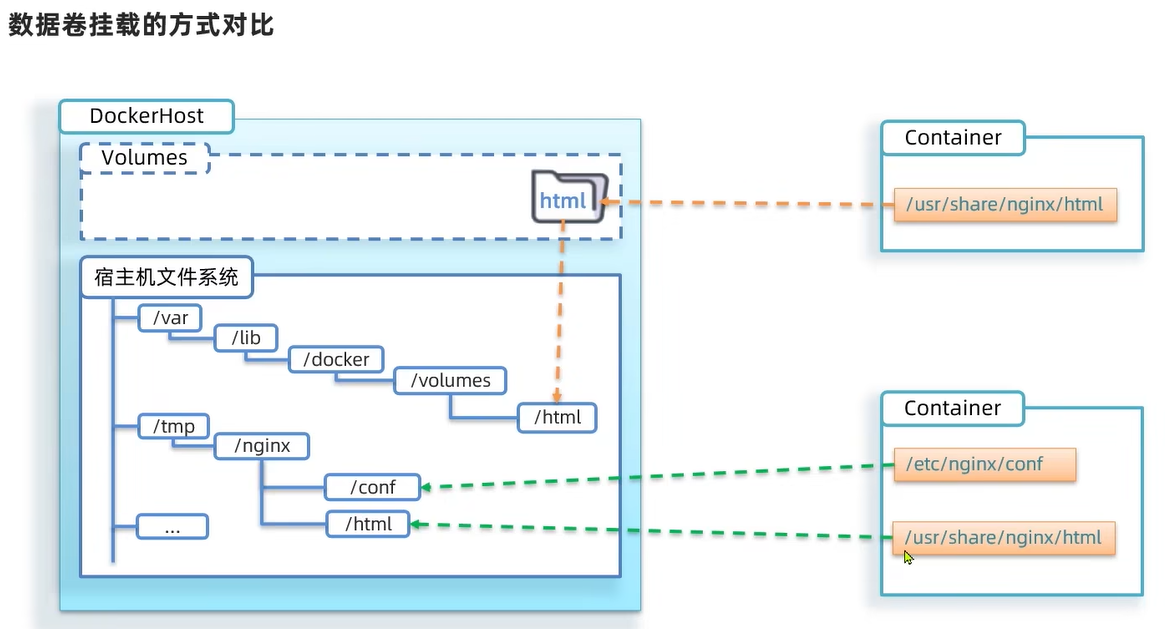 数据卷挂载的方式对比
DockerHost
Volumes
html
宿主机文件系统
/var
/lib
/docker
/volumes
/html
/tmp
/nginx
/conf
/html
...
Container
/usr/share/nginx/html
Container
/etc/nginx/conf
/usr/share/nginx/html